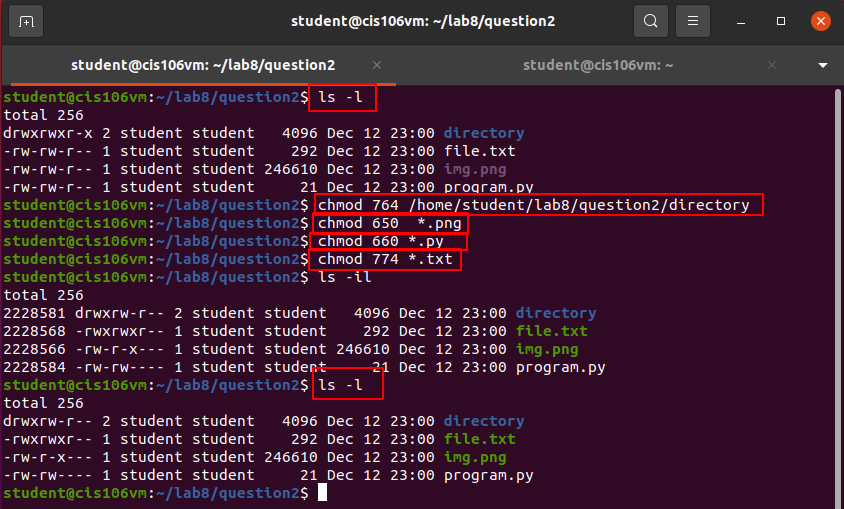 student@cis106vm: ~/lab8/question2
student@cis106vm: ~/lab8/question2 × student@cis106vm: ~ ×
student@cis106vm:~/lab8/question2$ ls -l
total 256
drwxrwxr-x 2 student student   4096 Dec 12 23:00 directory
-rw-rw-r-- 1 student student    292 Dec 12 23:00 file.txt
-rw-rw-r-- 1 student student 246610 Dec 12 23:00 img.png
-rw-rw-r-- 1 student student     21 Dec 12 23:00 program.py
student@cis106vm:~/lab8/question2$ chmod 764 /home/student/lab8/question2/directory
student@cis106vm:~/lab8/question2$ chmod 650  *.png
student@cis106vm:~/lab8/question2$ chmod 660 *.py
student@cis106vm:~/lab8/question2$ chmod 774 *.txt
student@cis106vm:~/lab8/question2$ ls -il
total 256
2228581 drwxrw-r-- 2 student student   4096 Dec 12 23:00 directory
2228568 -rwxrwxr-- 1 student student    292 Dec 12 23:00 file.txt
2228566 -rw-r-x--- 1 student student 246610 Dec 12 23:00 img.png
2228584 -rw-rw---- 1 student student     21 Dec 12 23:00 program.py
student@cis106vm:~/lab8/question2$ ls -l
total 256
drwxrw-r-- 2 student student   4096 Dec 12 23:00 directory
-rwxrwxr-- 1 student student    292 Dec 12 23:00 file.txt
-rw-r-x--- 1 student student 246610 Dec 12 23:00 img.png
-rw-rw---- 1 student student     21 Dec 12 23:00 program.py
student@cis106vm:~/lab8/question2$